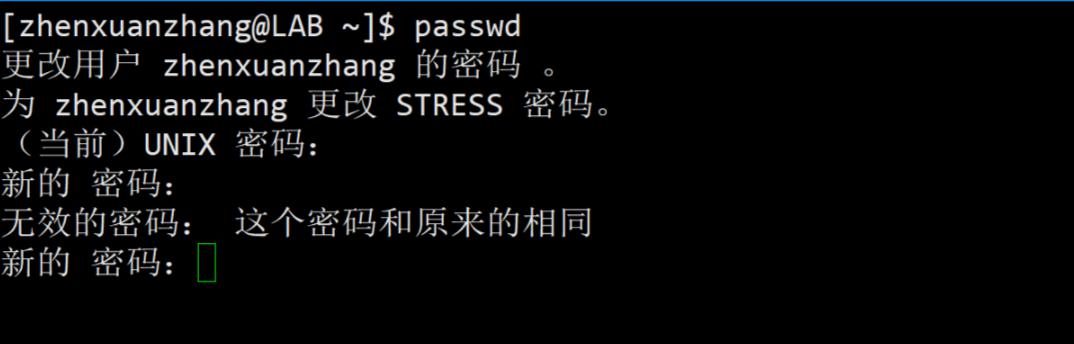 [zhenxuanzhang@LAB ~]$ passwd
更改用户 zhenxuanzhang 的密码 。
为 zhenxuanzhang 更改 STRESS 密码。
（当前）UNIX 密码：
新的 密码：
无效的密码： 这个密码和原来的相同
新的 密码：